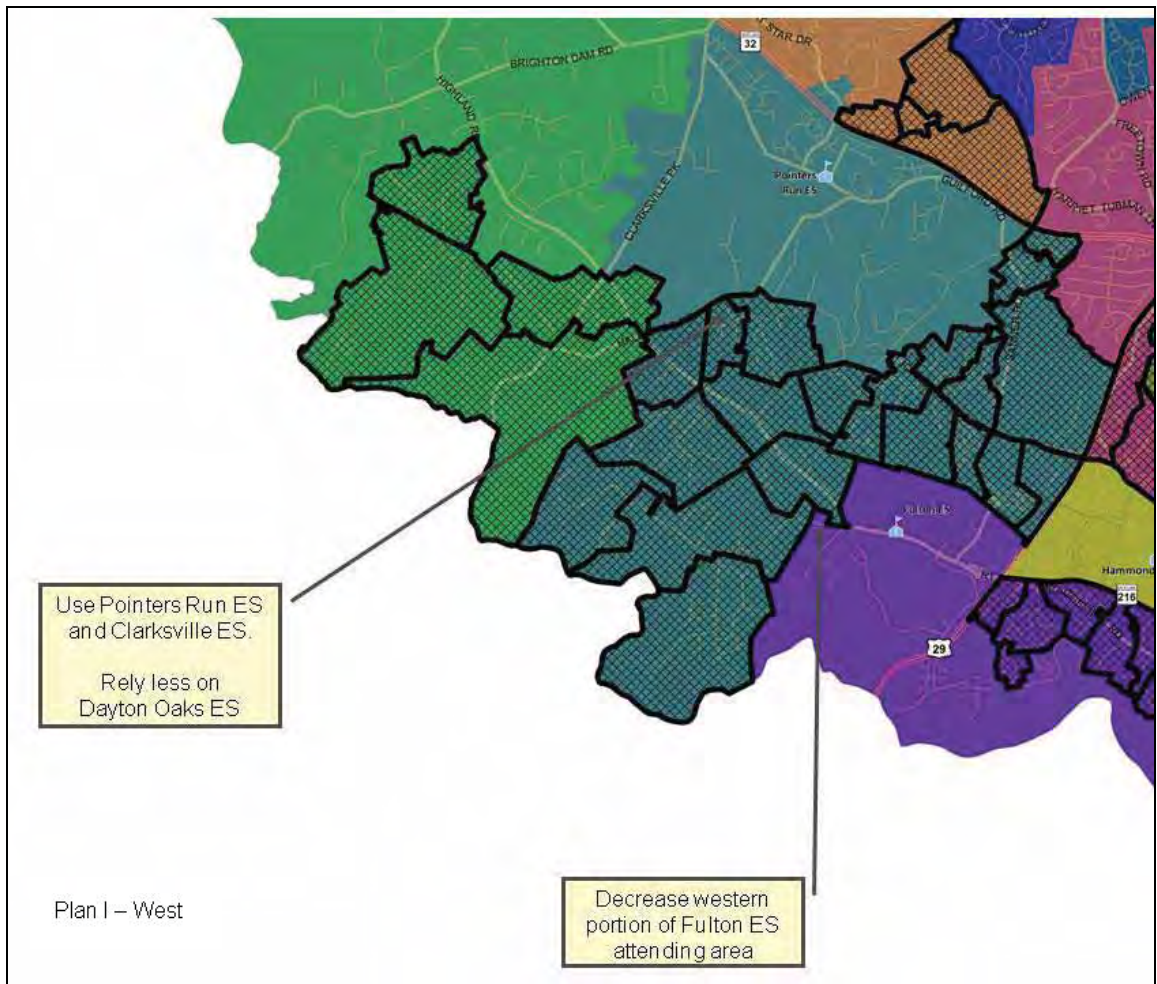 T STAR DR
32
BRIGHTON DAM RD
HIGHLAND R
CLARKSVILLE PK
Pointers
Run ES
GUILFORD RD
OWEN
FREETOWN RD
HARRIET TUBMAN
Fulton ES
Hammond
216
29
Use Pointers Run ES
and Clarksville ES.
Rely less on
Dayton Oaks ES
Plan I – West
Decrease western
portion of Fulton ES
attending area